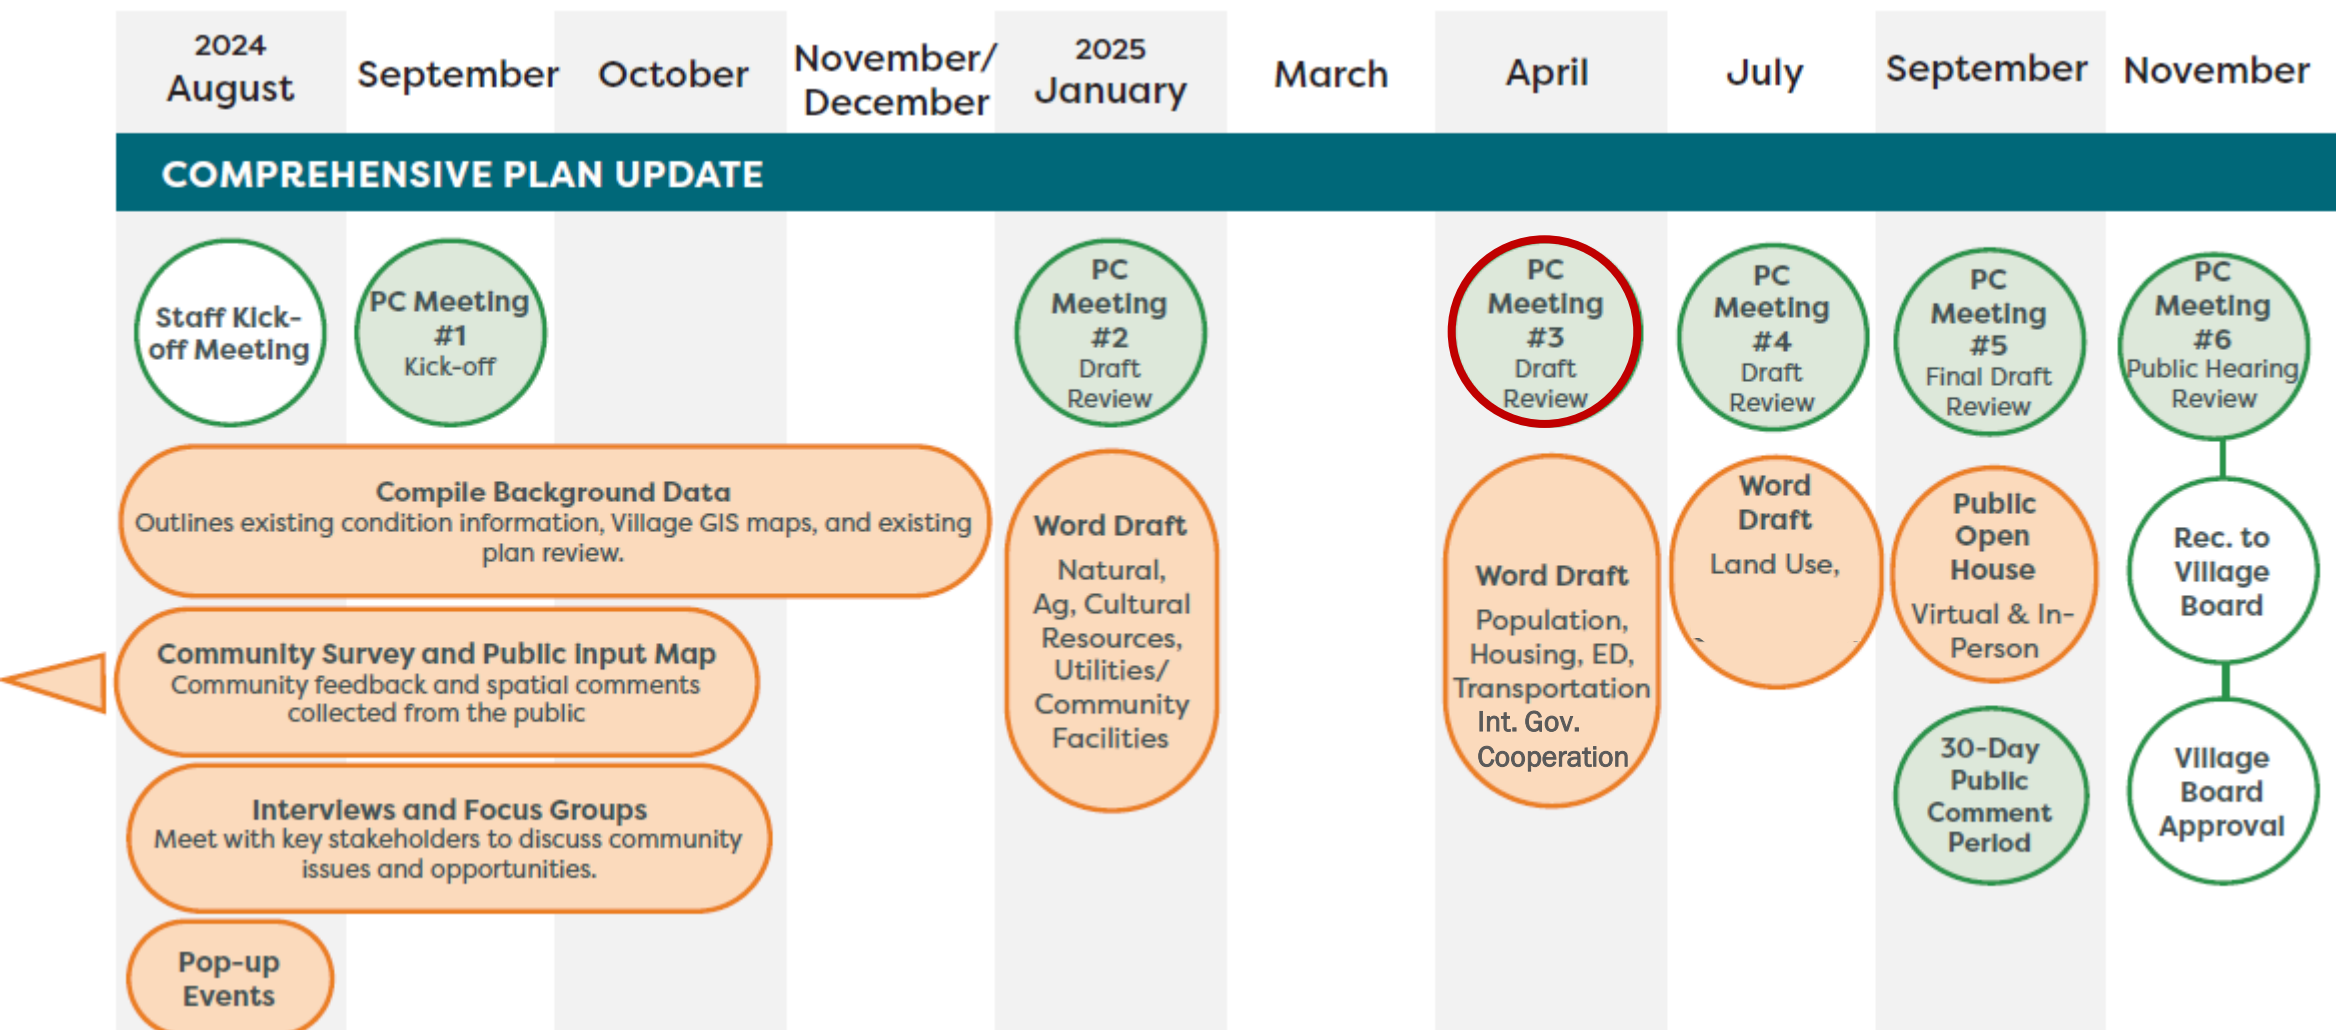 2024
August
September
October
November/
December
2025
January
March
April
July
September
November
COMPREHENSIVE PLAN UPDATE
Staff Kick-
off Meeting
PC Meeting
#1
Kick-off
PC
Meeting
#2
Draft
Review
PC
Meeting
#3
Draft
Review
PC
Meeting
#4
Draft
Review
PC
Meeting
#5
Final Draft
Review
PC
Meeting
#6
Public Hearing
Review
Compile Background Data
Outlines existing condition information, Village GIS maps, and existing
plan review.
Community Survey and Public Input Map
Community feedback and spatial comments
collected from the public
Interviews and Focus Groups
Meet with key stakeholders to discuss community
issues and opportunities.
Pop-up
Events
Word Draft
Natural,
Ag, Cultural
Resources,
Utilities/
Community
Facilities
Word Draft
Population,
Housing, ED,
Transportation
Int. Gov.
Cooperation
Word
Draft
Land Use,
Public
Open
House
Virtual & In-
Person
30-Day
Public
Comment
Period
Rec. to
Village
Board
Village
Board
Approval